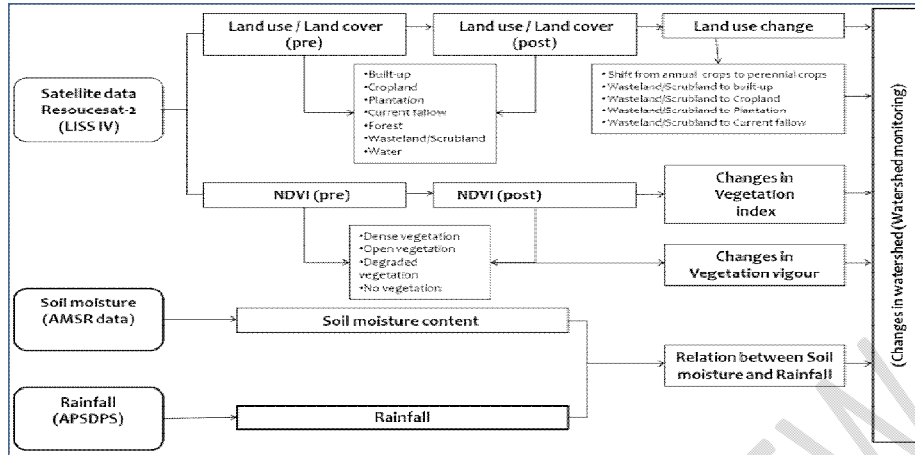 Land use / Land cover
(pre)
Land use / Land cover
(post)
Land use change
Satellite data
Resoucesat-2
(LISS IV)
•Built-up
•Cropland
•Plantation
•Current fallow
•Forest
•Wasteland/Scrubland
•Water
•Shift from annual crops to perennial crops
•Wasteland/Scrubland to built-up
•Wasteland/Scrubland to Cropland
•Wasteland/Scrubland to Plantation
•Wasteland/Scrubland to Current fallow
NDVI (pre)
NDVI (post)
Changes in
Vegetation
index
•Dense vegetation
•Open vegetation
•Degraded
vegetation
•No vegetation
Changes in
Vegetation vigour
Soil moisture
(AMSR data)
Soil moisture content
Relation between Soil
moisture and Rainfall
Rainfall
(APSDPS)
Rainfall
(Changes in watershed (Watershed monitoring)